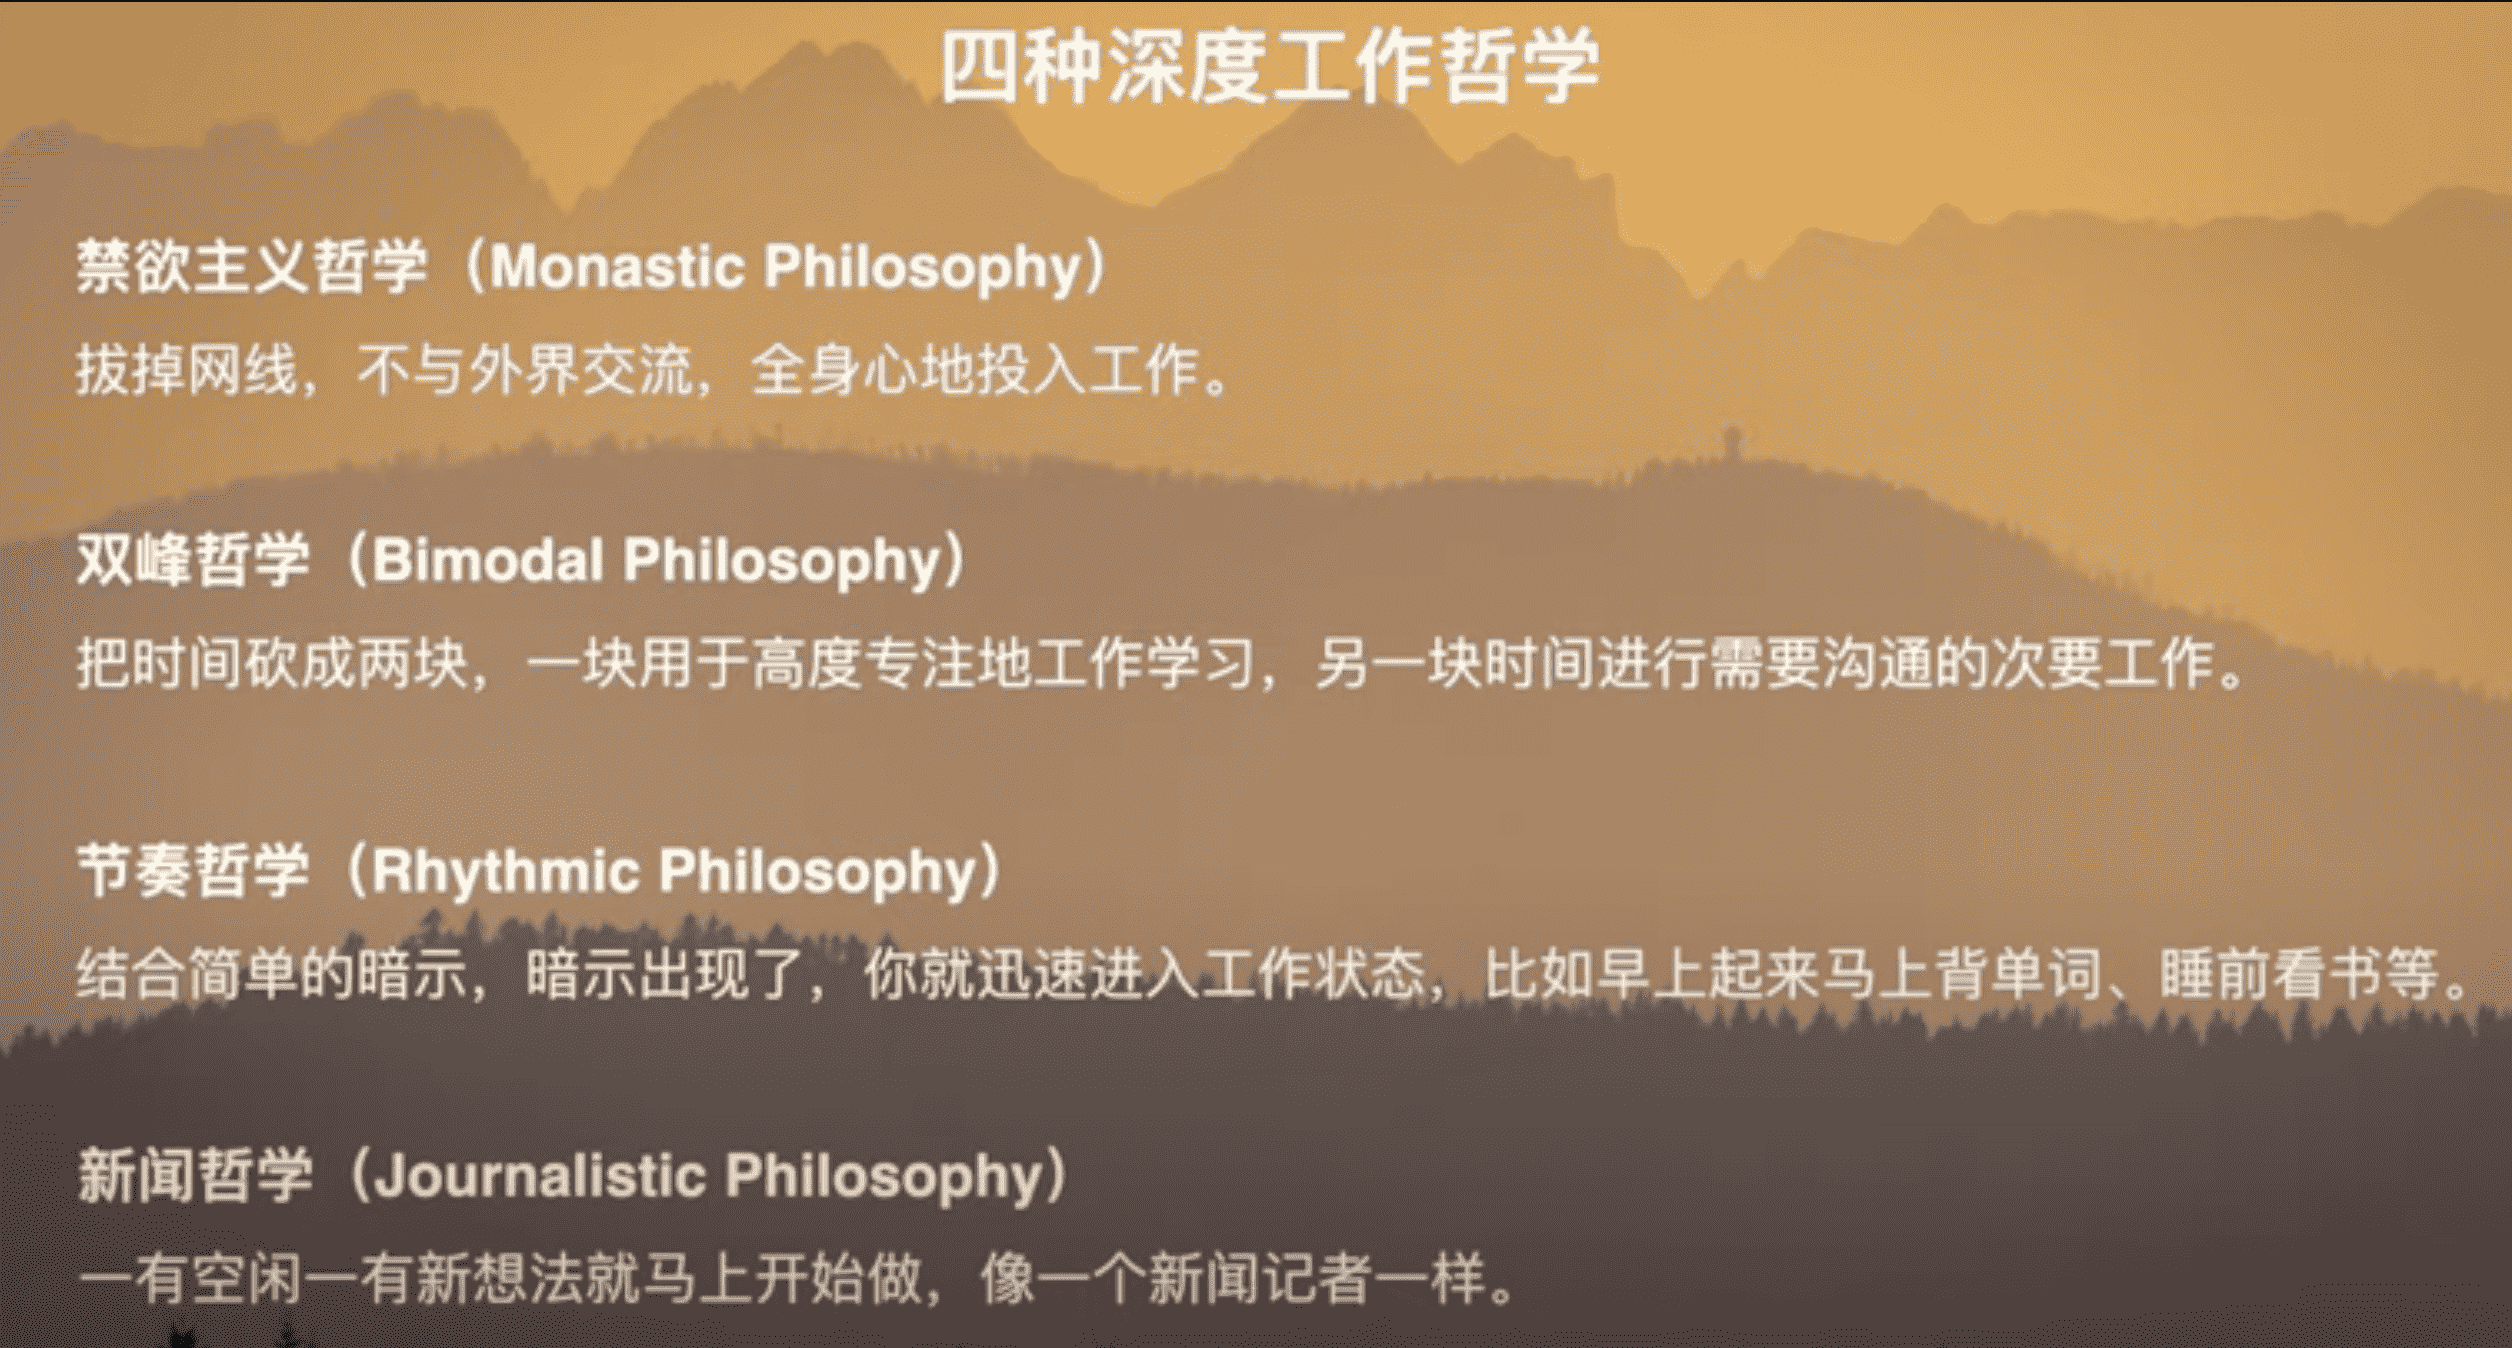 四种深度工作哲学
禁欲主义哲学（Monastic Philosophy）
拔掉网线，不与外界交流，全身心地投入工作。
双峰哲学（Bimodal Philosophy）
把时间砍成两块，一块用于高度专注地工作学习，另一块时间进行需要沟通的次要工作。
节奏哲学（Rhythmic Philosophy）
结合简单的暗示，暗示出现了，你就迅速进入工作状态，比如早上起来马上背单词、睡前看书等。
新闻哲学（Journalistic Philosophy）
一有空闲一有新想法就马上开始做，像一个新闻记者一样。